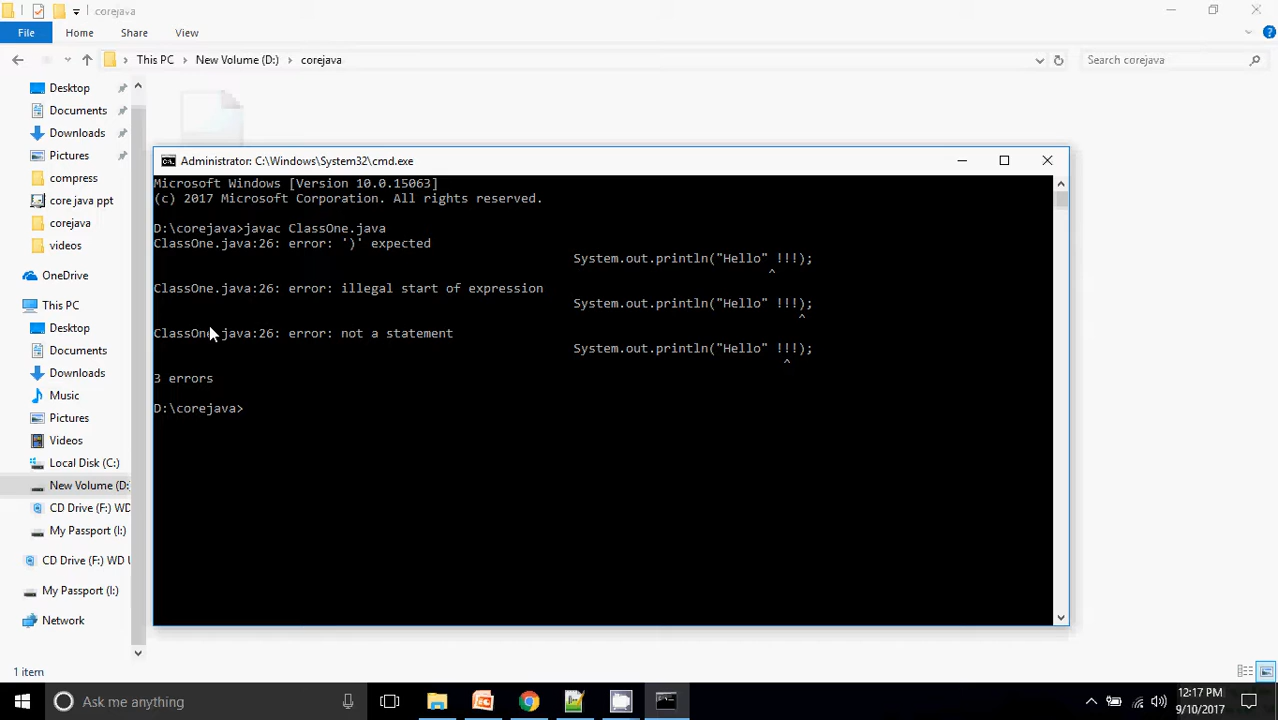 corejava
File
Home
Share
View
This PC
New Volume (D:)
corejava
Search corejava
Desktop
Documents
Downloads
Pictures
compress
core java ppt
corejava
videos
OneDrive
This PC
Desktop
Documents
Downloads
Music
Pictures
Videos
Local Disk (C:)
New Volume (D:
CD Drive (F:) WD
My Passport (I:)
CD Drive (F:) WD U
My Passport (I:)
Network
1 item
Administrator: C:\Windows\System32\cmd.exe
Microsoft Windows [Version 10.0.15063]
(c) 2017 Microsoft Corporation. All rights reserved.
D:\corejava>javac ClassOne.java
ClassOne.java:26: error: ')' expected
System.out.println("Hello" !!!);
^
ClassOne.java:26: error: illegal start of expression
System.out.println("Hello" !!!);
^
ClassOne.java:26: error: not a statement
System.out.println("Hello" !!!);
^
3 errors
D:\corejava>
Ask me anything
12:17 PM
9/10/2017